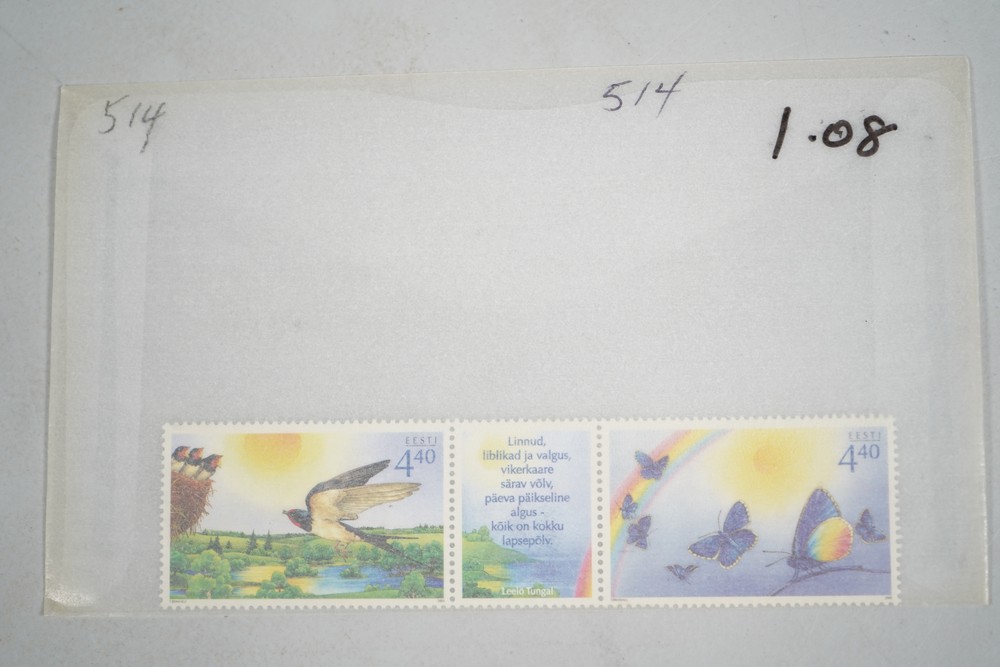 514
514
1.08
EESTI
4 40
Linnud,
liblikad ja valgus,
vikerkaare
särav võlv,
päeva päikseline
algus -
kõik on kokku
lapsepõlv.
Leelo Tungal
EESTI
4 40